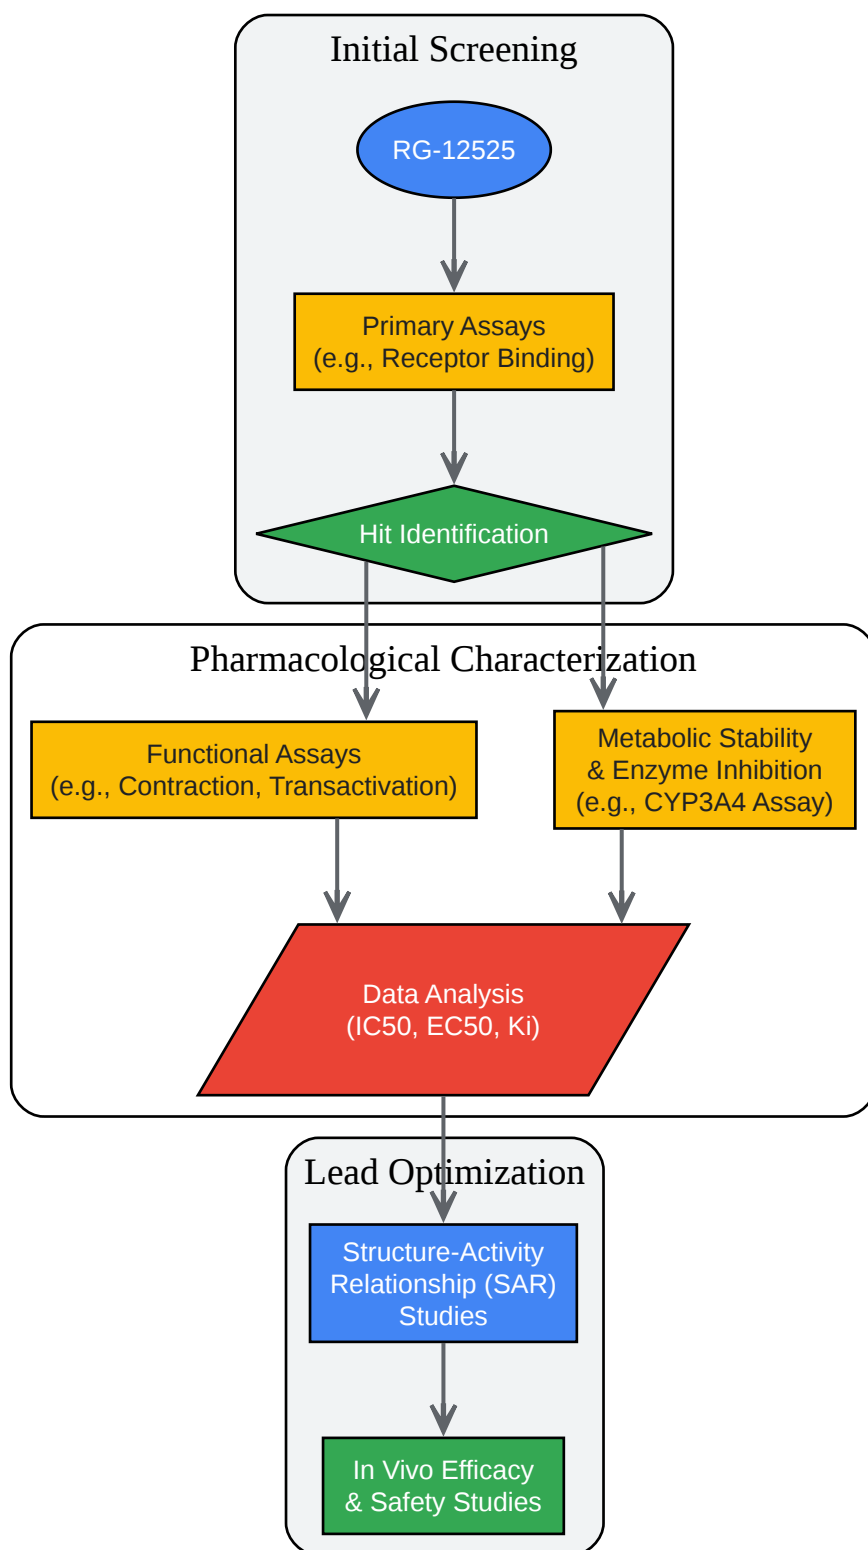 Initial Screening
RG-12525
Primary Assays
(e.g., Receptor Binding)
Hit Identification
Pharmacological Characterization
Functional Assays
(e.g., Contraction, Transactivation)
Metabolic Stability
& Enzyme Inhibition
(e.g., CYP3A4 Assay)
Data Analysis
(IC50, EC50, Ki)
Lead Optimization
Structure-Activity
Relationship (SAR)
Studies
In Vivo Efficacy
& Safety Studies